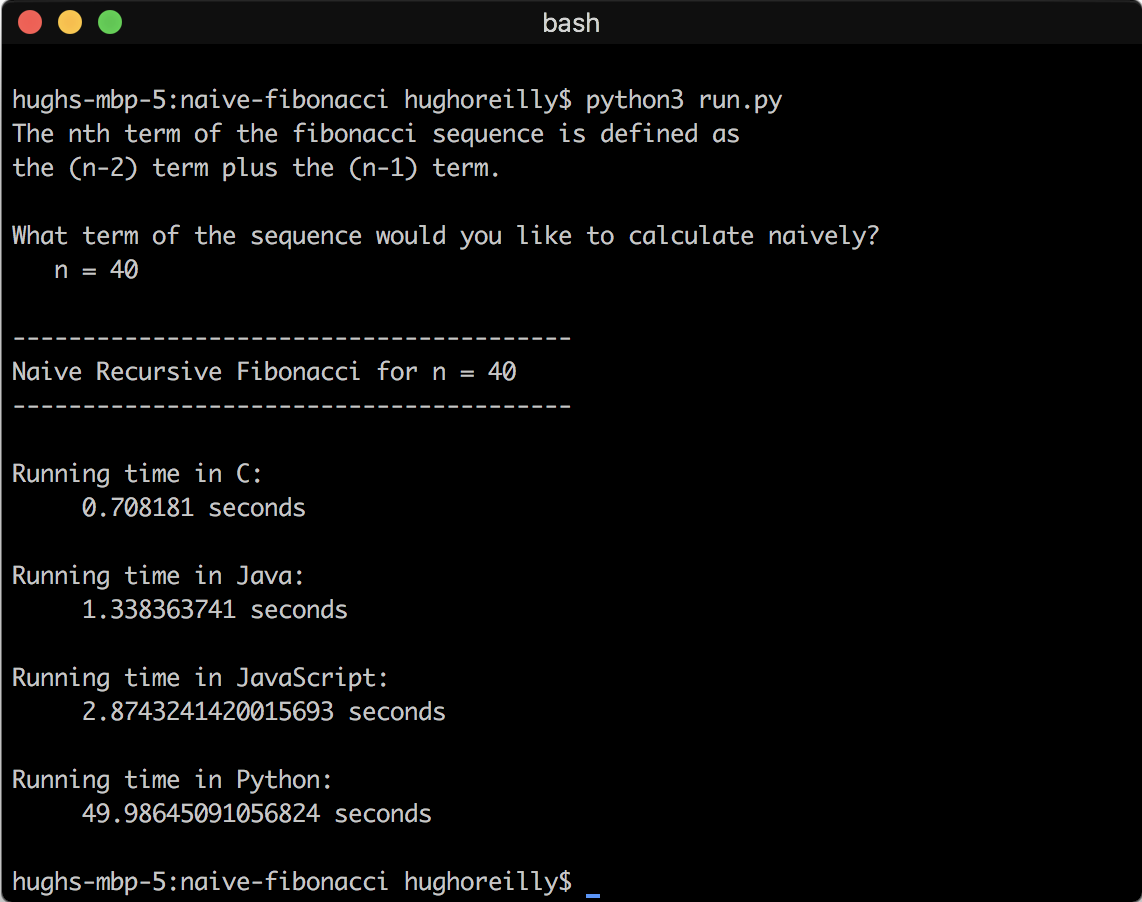 bash
hughs-mbp-5:naive-fibonacci hughoreilly$ python3 run.py
The nth term of the fibonacci sequence is defined as
the (n-2) term plus the (n-1) term.
What term of the sequence would you like to calculate naively?
n = 40
----------------------------------------
Naive Recursive Fibonacci for n = 40
----------------------------------------
Running time in C:
0.708181 seconds
Running time in Java:
1.338363741 seconds
Running time in JavaScript:
2.8743241420015693 seconds
Running time in Python:
49.98645091056824 seconds
hughs-mbp-5:naive-fibonacci hughoreilly$ _